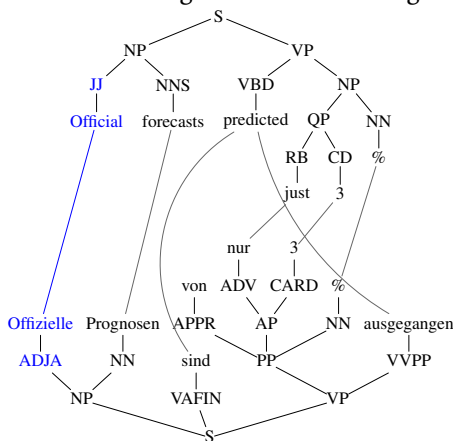 S
NP VP
JJ NNS VBD NP
Official forecasts predicted QP NN
RB CD %
just 3
nur 3
von ADV CARD %
Offizielle Prognosen APPR AP NN ausgegangen
ADJA NN sind PP VVPP
NP VAFIN VP
S